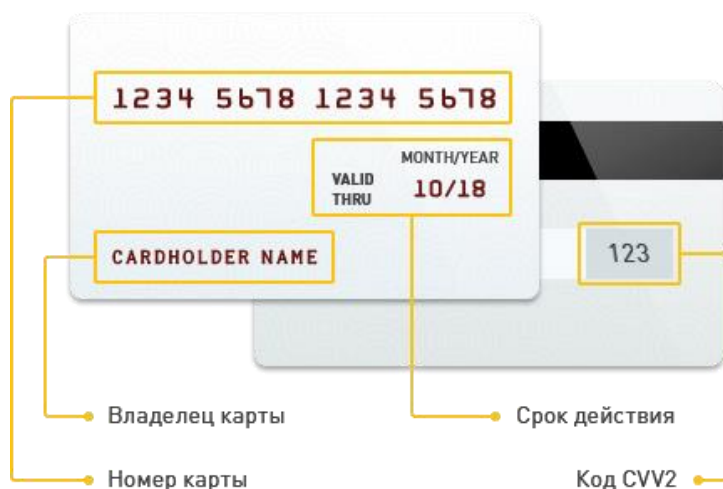 1234 5678 1234 5678
MONTH/YEAR
VALID THRU
10/18
CARDHOLDER NAME
123
Владелец карты
Срок действия
Номер карты
Код CVV2